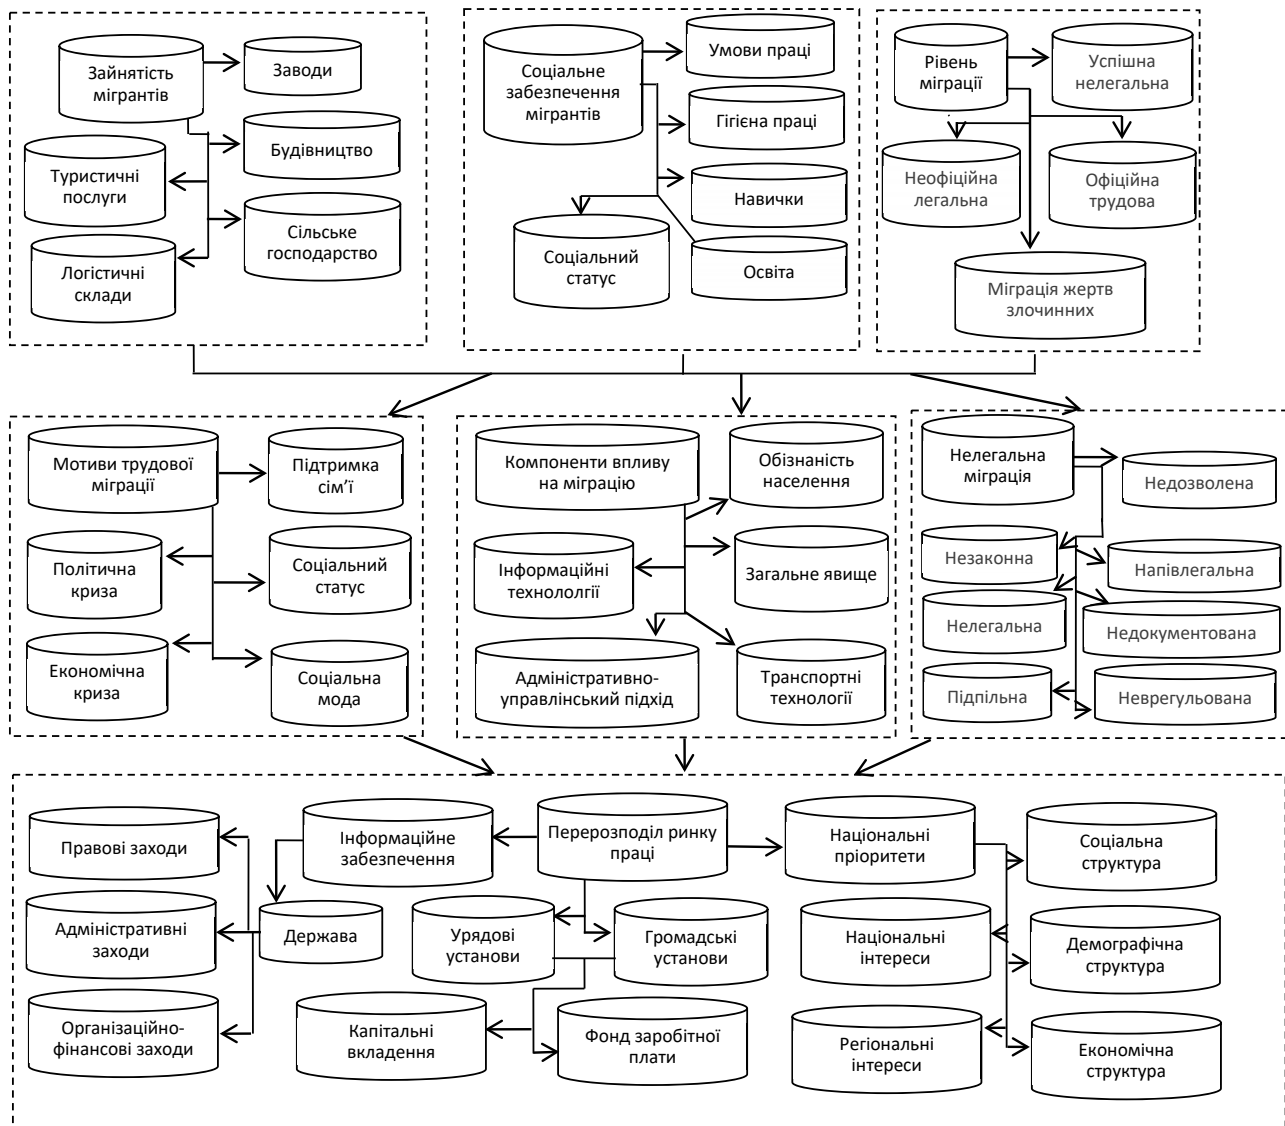 Зайнятість
мігрантів
Заводи
Будівництво
Туристичні
послуги
Сільське
господарство
Логістичні
склади
Соціальне
забезпечення
мігрантів
Умови праці
Гігієна праці
Навички
Соціальний
статус
Освіта
Рівень
міграції
Успішна
нелегальна
Неофіційна
легальна
Офіційна
трудова
Міграція жертв
злочинних
Мотиви трудової
міграції
Підтримка
сім’ї
Політична
криза
Соціальний
статус
Економічна
криза
Соціальна
мода
Компоненти впливу
на міграцію
Обізнаність
населення
Інформаційні
технололгії
Загальне явище
Адміністративно-
управлінський підхід
Транспортні
технології
Нелегальна
міграція
Недозволена
Незаконна
Напівлегальна
Нелегальна
Недокументована
Підпільна
Неврегульована
Правові заходи
Інформаційне
забезпечення
Перерозподіл ринку
праці
Національні
пріоритети
Соціальна
структура
Адміністративні
заходи
Держава
Урядові
установи
Громадські
установи
Національні
інтереси
Демографічна
структура
Організаційно-
фінансові заходи
Капітальні
вкладення
Фонд заробітної
плати
Регіональні
інтереси
Економічна
структура